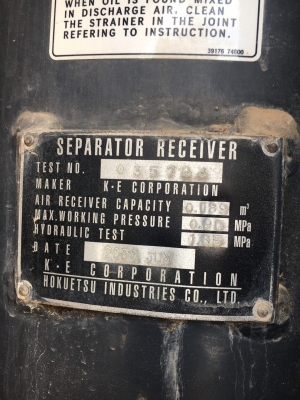 WHEN OIL IS FOUND MIXED
IN DISCHARGE AIR, CLEAN
THE STRAINER IN THE JOINT
REFERING TO INSTRUCTION.
39176 74000
SEPARATOR RECEIVER
TEST NO.
MAKER K·E CORPORATION
AIR RECEIVER CAPACITY m³
MAX.WORKING PRESSURE MPa
HYDRAULIC TEST MPa
DATE
K·E CORPORATION
HOKUETSU INDUSTRIES CO., LTD.